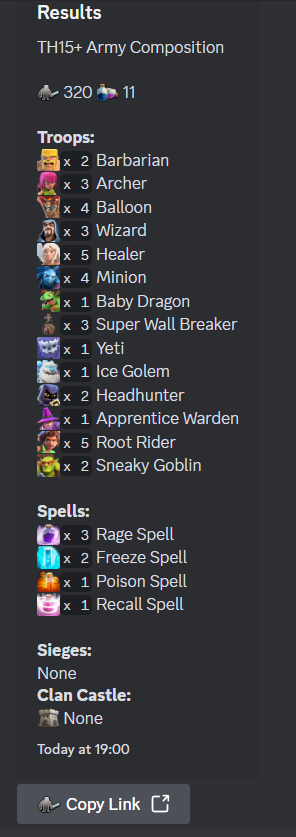 Results
TH15+ Army Composition
320 11
Troops:
x 2 Barbarian
x 3 Archer
x 4 Balloon
x 3 Wizard
x 5 Healer
x 4 Minion
x 1 Baby Dragon
x 3 Super Wall Breaker
x 1 Yeti
x 1 Ice Golem
x 2 Headhunter
x 1 Apprentice Warden
x 5 Root Rider
x 2 Sneaky Goblin
Spells:
x 3 Rage Spell
x 2 Freeze Spell
x 1 Poison Spell
x 1 Recall Spell
Sieges:
None
Clan Castle:
None
Today at 19:00
Copy Link